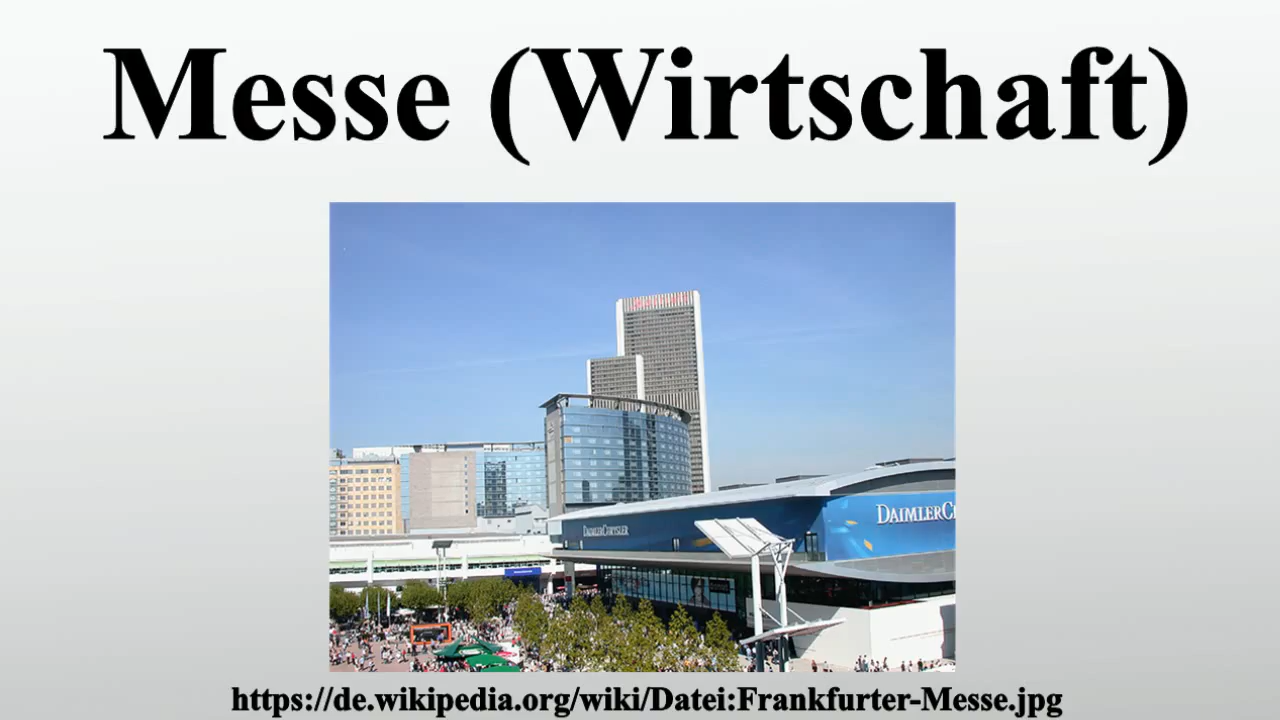 Messe (Wirtschaft)
DAIMLERCHRYSLER
DAIMLERC
https://de.wikipedia.org/wiki/Datei:Frankfurter-Messe.jpg